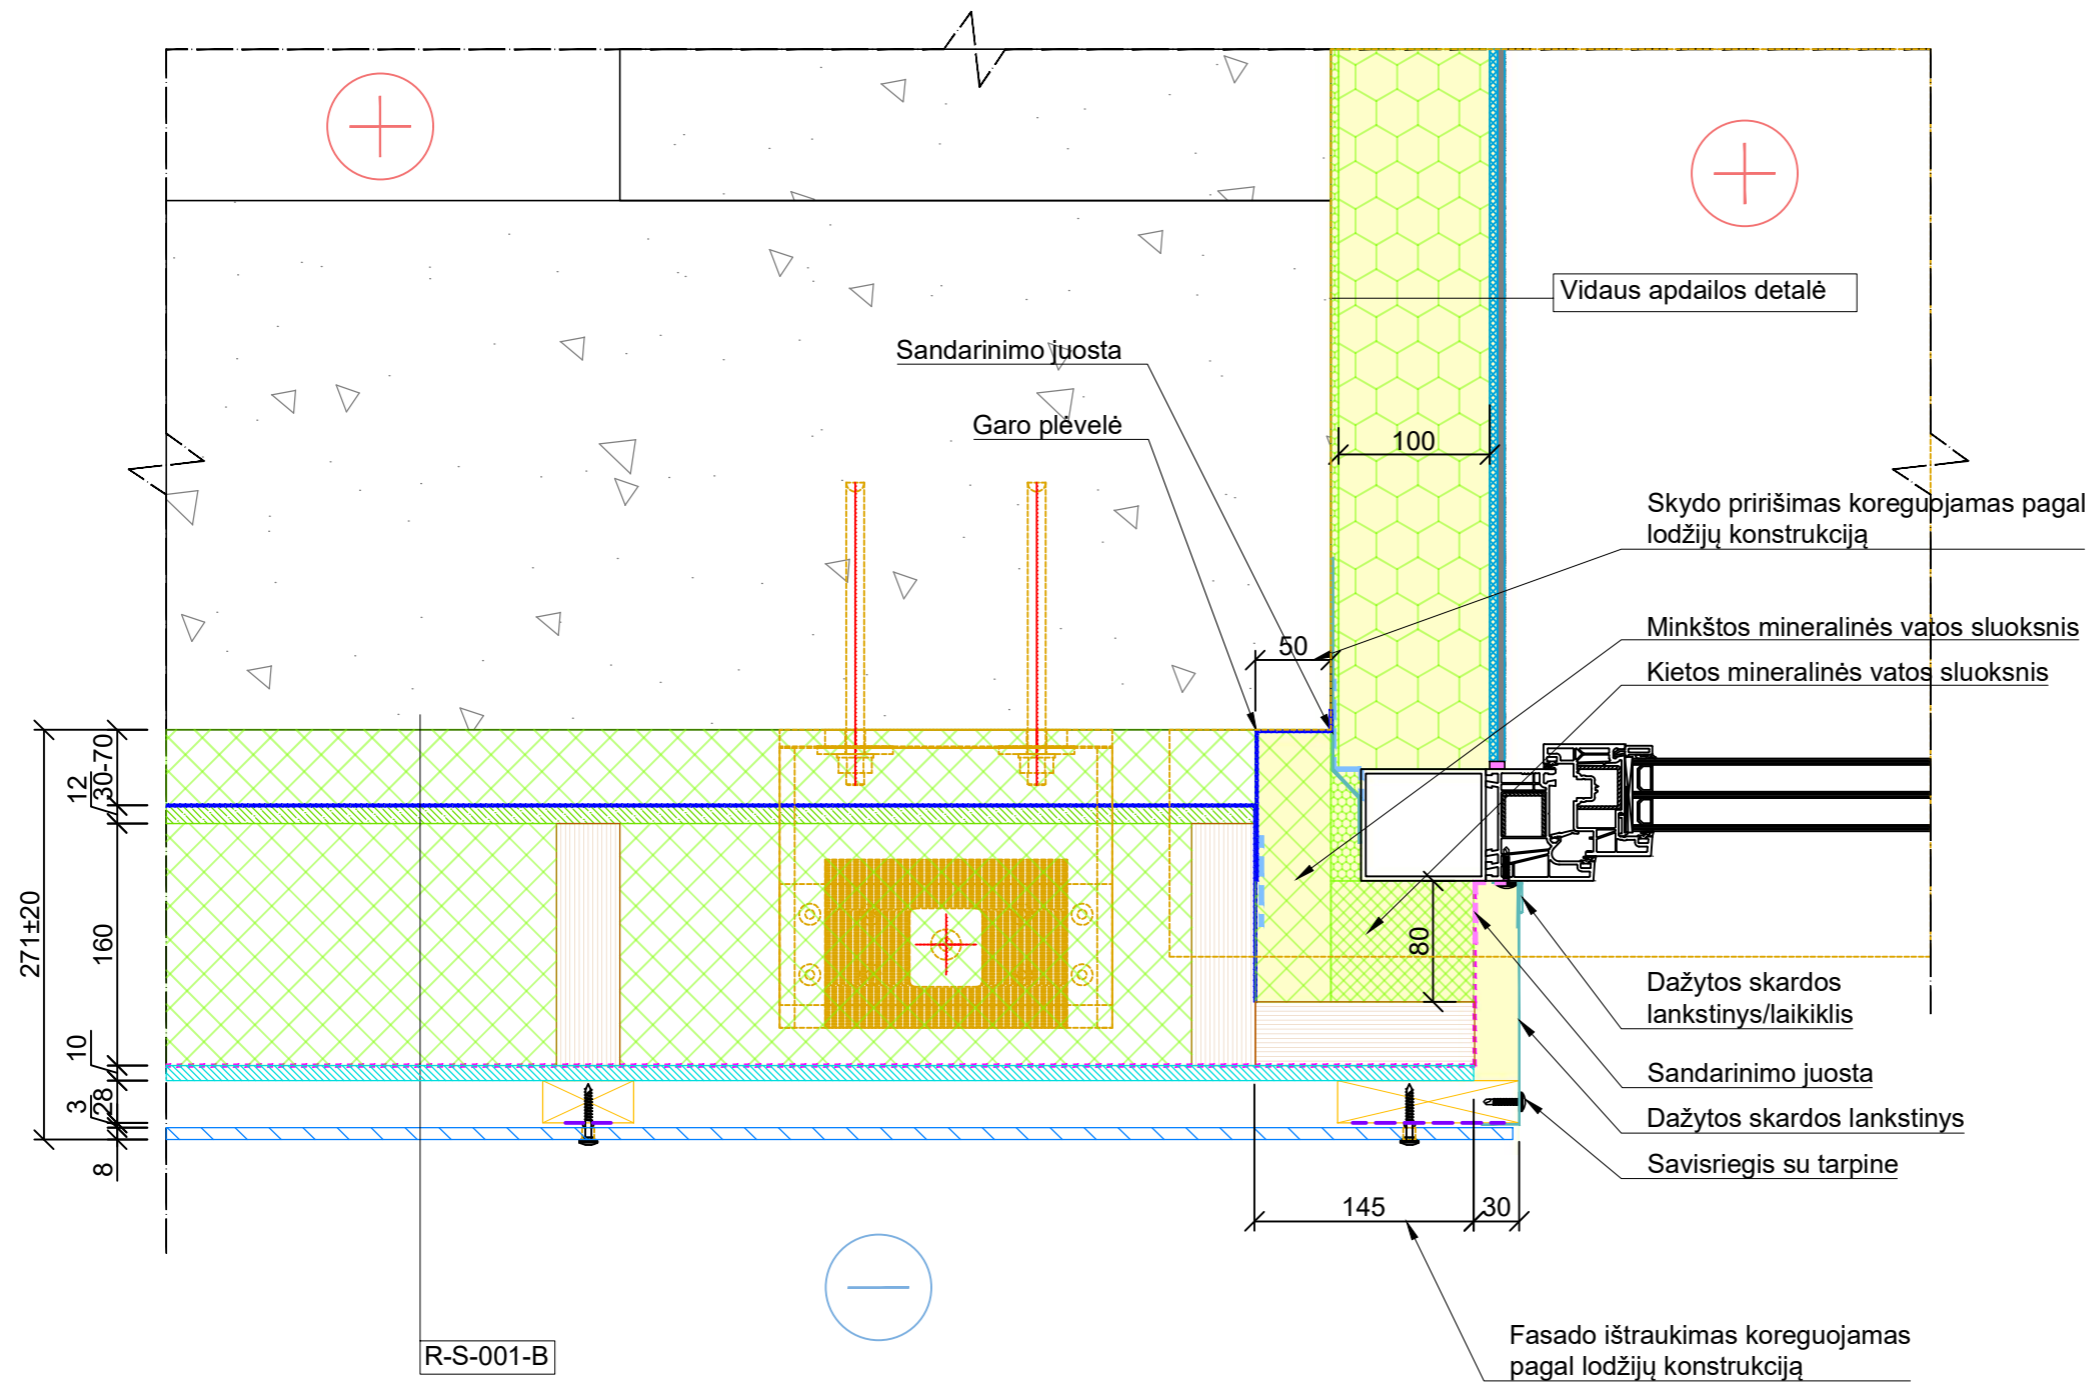 Vidaus apdailos detalė
Sandarinimo juosta
Garo plėvelė
100
Skydo pririšimas koreguojamas pagal
lodžijų konstrukciją
50
Minkštos mineralinės vatos sluoksnis
Kietos mineralinės vatos sluoksnis
12
30-70
271±20
160
80
10
28
3
8
Dažytos skardos
lankstinys/laikiklis
Sandarinimo juosta
Dažytos skardos lankstinys
Savisriegis su tarpine
145
30
R-S-001-B
Fasado ištraukimas koreguojamas
pagal lodžijų konstrukciją